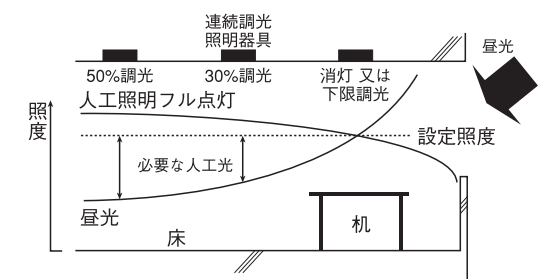 連続調光
照明器具
昼光
50%調光
30%調光
消灯 又は
下限調光
照度
人工照明フル点灯
設定照度
必要な人工光
昼光
机
床